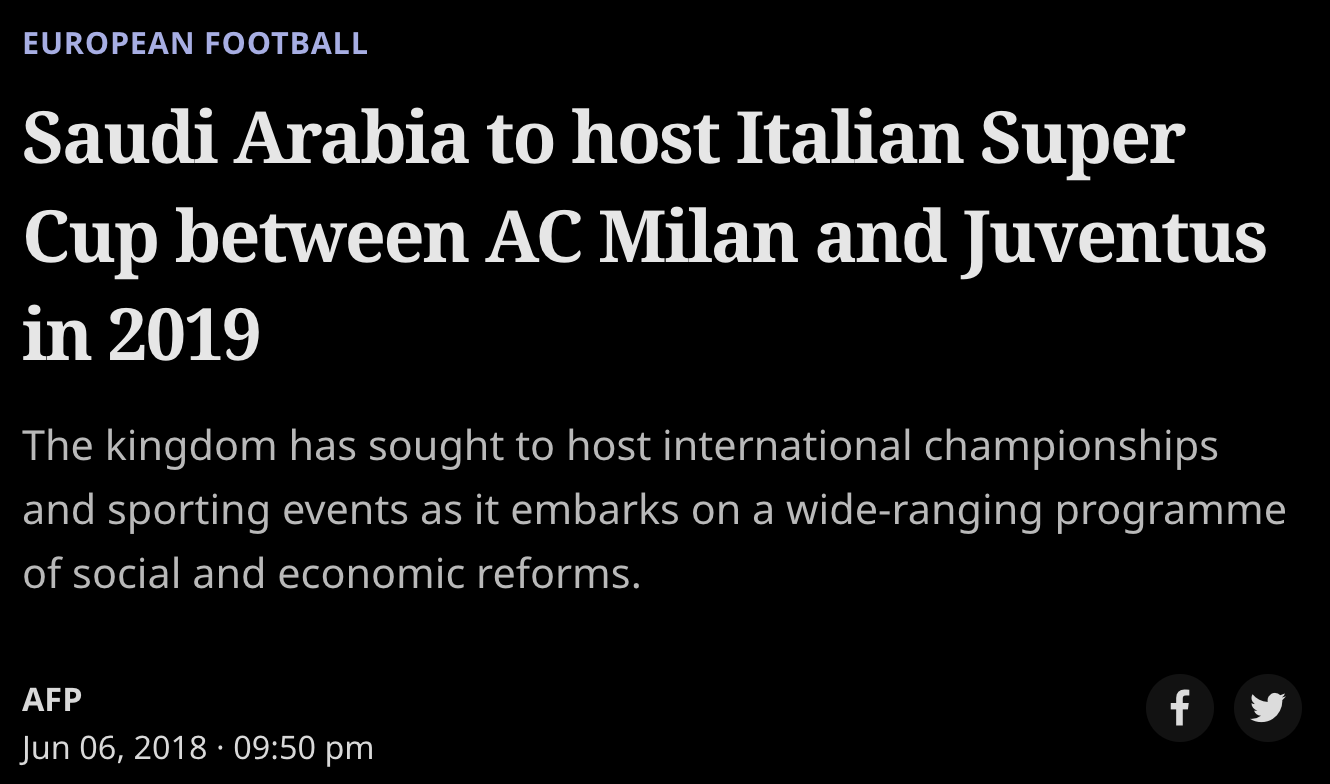 EUROPEAN FOOTBALL
Saudi Arabia to host Italian Super
Cup between AC Milan and Juventus
in 2019
The kingdom has sought to host international championships
and sporting events as it embarks on a wide-ranging programme
of social and economic reforms.
AFP
Jun 06, 2018 · 09:50 pm